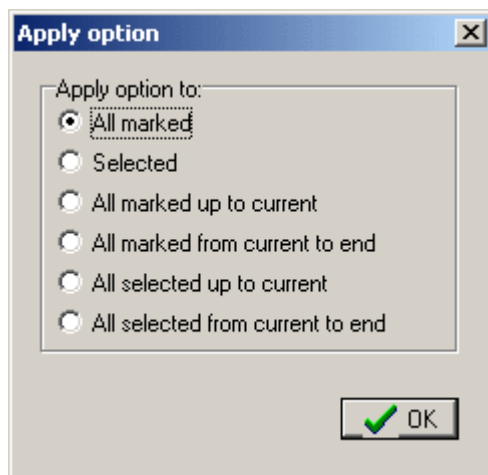 Apply option
Apply option to:
All marked
Selected
All marked up to current
All marked from current to end
All selected up to current
All selected from current to end
OK